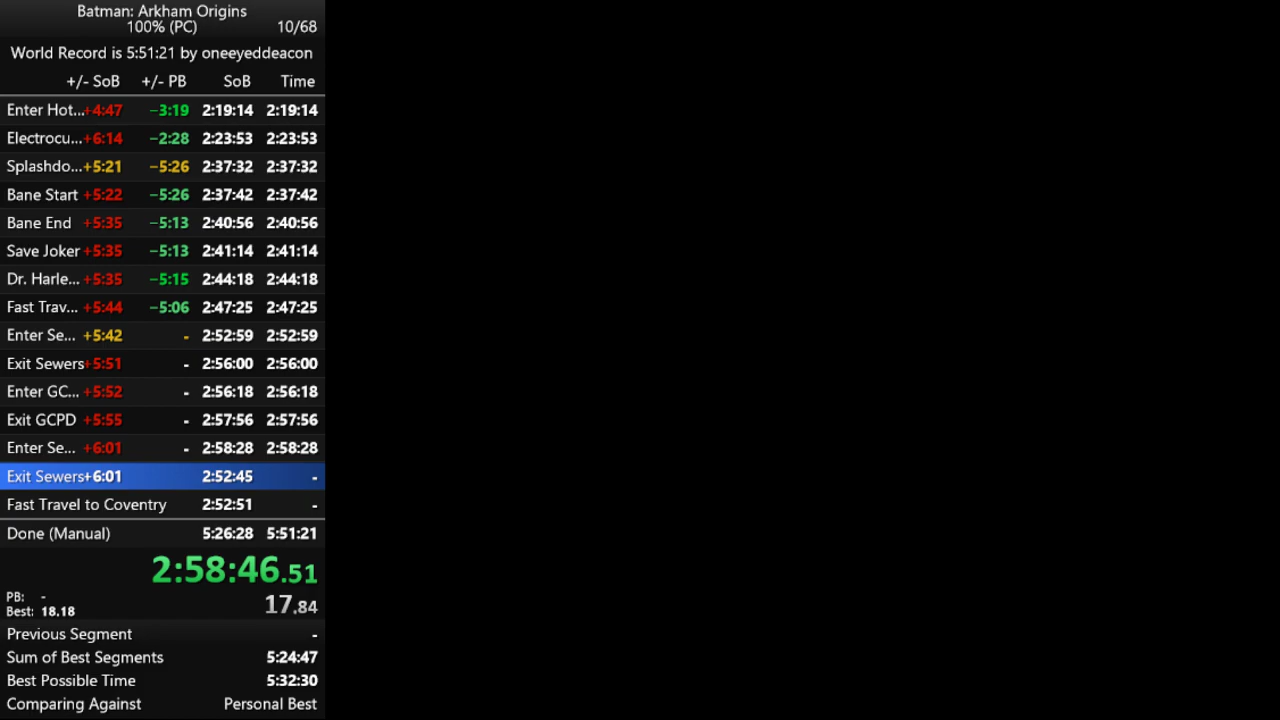 Batman: Arkham Origins
100% (PC) 10/68
World Record is 5:51:21 by oneeyeddeacon
+/- SoB +/- PB SoB Time
Enter Hot... +4:47 −3:19 2:19:14 2:19:14
Electrocu... +6:14 −2:28 2:23:53 2:23:53
Splashdo... +5:21 −5:26 2:37:32 2:37:32
Bane Start +5:22 −5:26 2:37:42 2:37:42
Bane End +5:35 −5:13 2:40:56 2:40:56
Save Joker +5:35 −5:13 2:41:14 2:41:14
Dr. Harle... +5:35 −5:15 2:44:18 2:44:18
Fast Trav... +5:44 −5:06 2:47:25 2:47:25
Enter Se... +5:42 - 2:52:59 2:52:59
Exit Sewers +5:51 - 2:56:00 2:56:00
Enter GC... +5:52 - 2:56:18 2:56:18
Exit GCPD +5:55 - 2:57:56 2:57:56
Enter Se... +6:01 - 2:58:28 2:58:28
Exit Sewers +6:01 2:52:45 -
Fast Travel to Coventry 2:52:51 -
Done (Manual) 5:26:28 5:51:21
2:58:46.51
PB: -
Best: 18.18 17.84
Previous Segment -
Sum of Best Segments 5:24:47
Best Possible Time 5:32:30
Comparing Against Personal Best